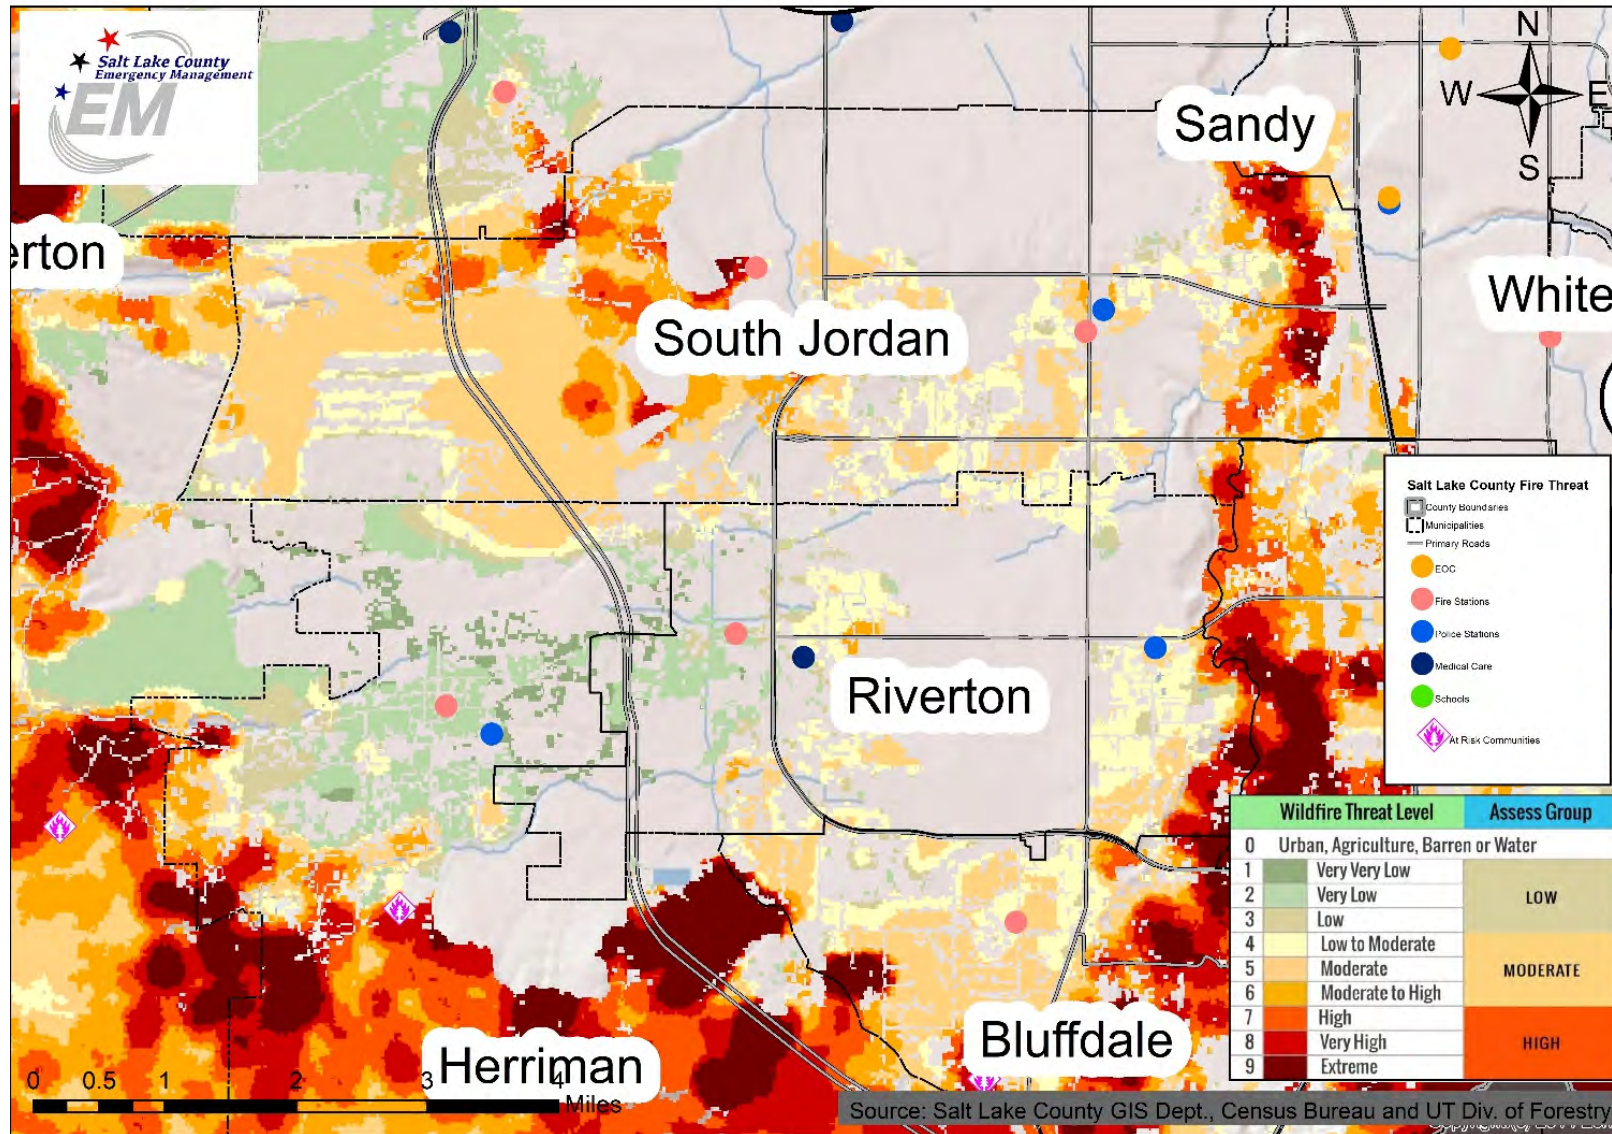 Salt Lake County
Emergency Management
EM
N
W
E
S
Sandy
erton
White
South Jordan
Riverton
Herriman
Bluffdale
Salt Lake County Fire Threat
County Boundaries
Municipalities
Primary Roads
EOC
Fire Stations
Police Stations
Medical Care
Schools
At Risk Communities
Wildfire Threat Level Assess Group
0 Urban, Agriculture, Barren or Water
1 Very Very Low
2 Very Low LOW
3 Low
4 Low to Moderate
5 Moderate MODERATE
6 Moderate to High
7 High
8 Very High HIGH
9 Extreme
0 0.5 1 2 3 4
Miles
Source: Salt Lake County GIS Dept., Census Bureau and UT Div. of Forestry